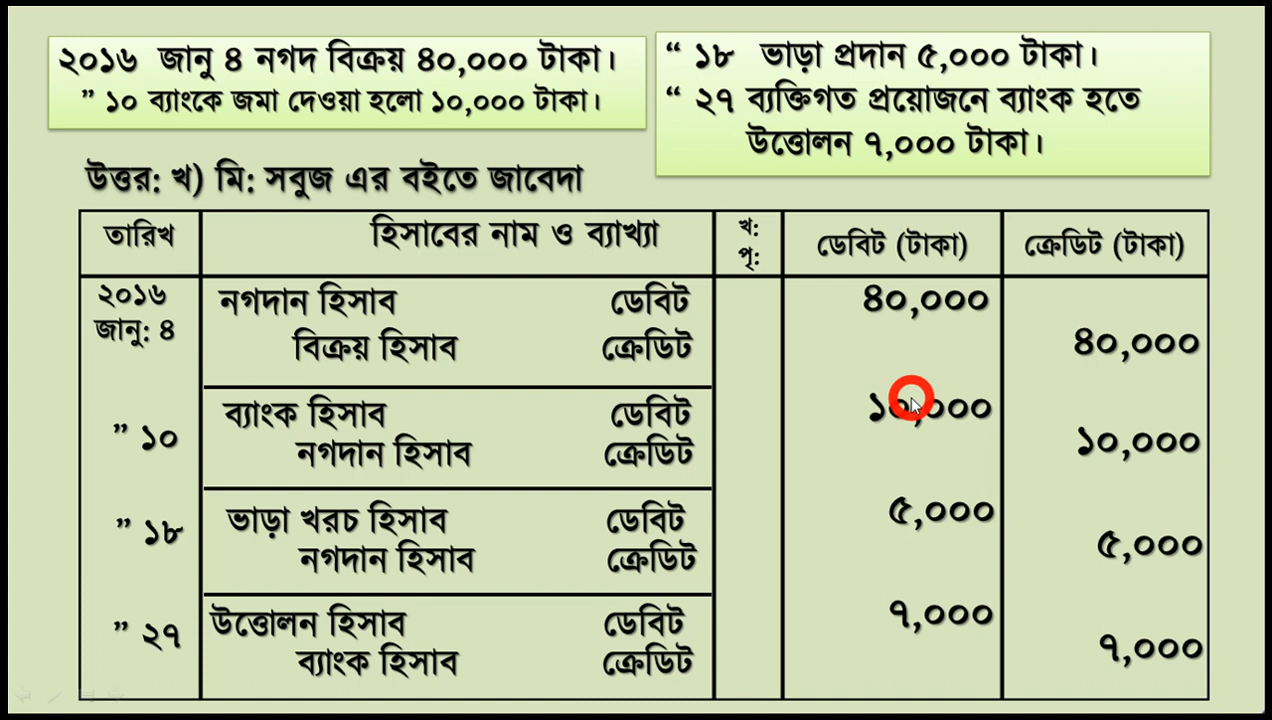 ২০১৬ জানু ৪ নগদ বিক্রয় ৪০,০০০ টাকা।
” ১০ ব্যাংকে জমা দেওয়া হলো ১০,০০০ টাকা।
“ ১৮ ভাড়া প্রদান ৫,০০০ টাকা।
“ ২৭ ব্যক্তিগত প্রয়োজনে ব্যাংক হতে
উত্তোলন ৭,০০০ টাকা।
উত্তর: খ) মি: সবুজ এর বইতে জাবেদা
তারিখ হিসাবের নাম ও ব্যাখ্যা খ: পৃ: ডেবিট (টাকা) ক্রেডিট (টাকা)
২০১৬
জানু: ৪ নগদান হিসাব ডেবিট ৪০,০০০
বিক্রয় হিসাব ক্রেডিট ৪০,০০০
” ১০ ব্যাংক হিসাব ডেবিট ১০,০০০
নগদান হিসাব ক্রেডিট ১০,০০০
” ১৮ ভাড়া খরচ হিসাব ডেবিট ৫,০০০
নগদান হিসাব ক্রেডিট ৫,০০০
” ২৭ উত্তোলন হিসাব ডেবিট ৭,০০০
ব্যাংক হিসাব ক্রেডিট ৭,০০০